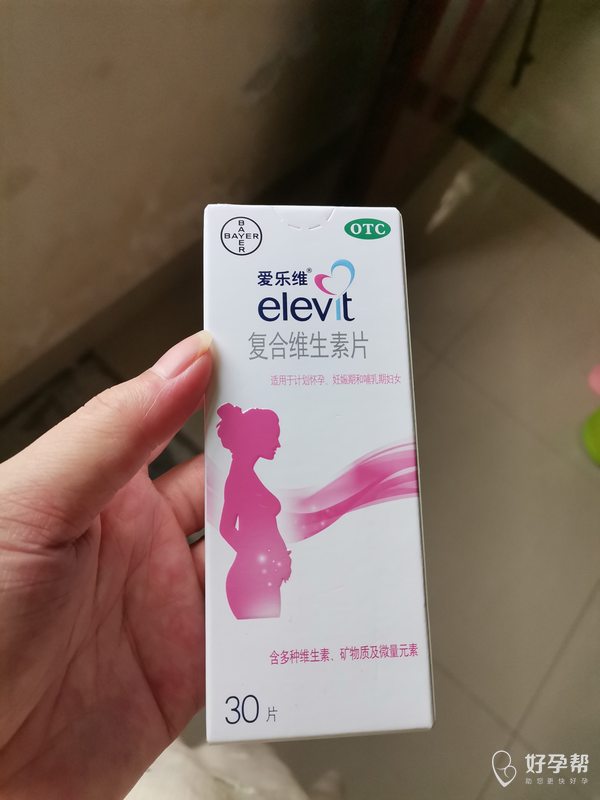 BAYER
BAYER
OTC
爱乐维®
elevit
复合维生素片
适用于计划怀孕、妊娠期和哺乳期妇女
含多种维生素、矿物质及微量元素
30片
好孕帮
助您更快好孕